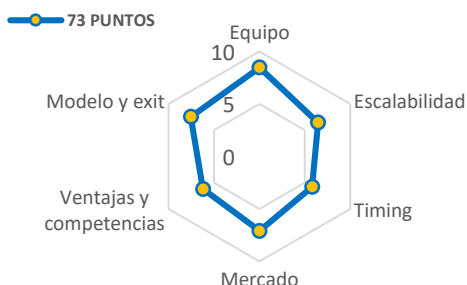 73 PUNTOS
Equipo
10
Modelo y exit
5
Escalabilidad
0
Ventajas y
competencias
Timing
Mercado